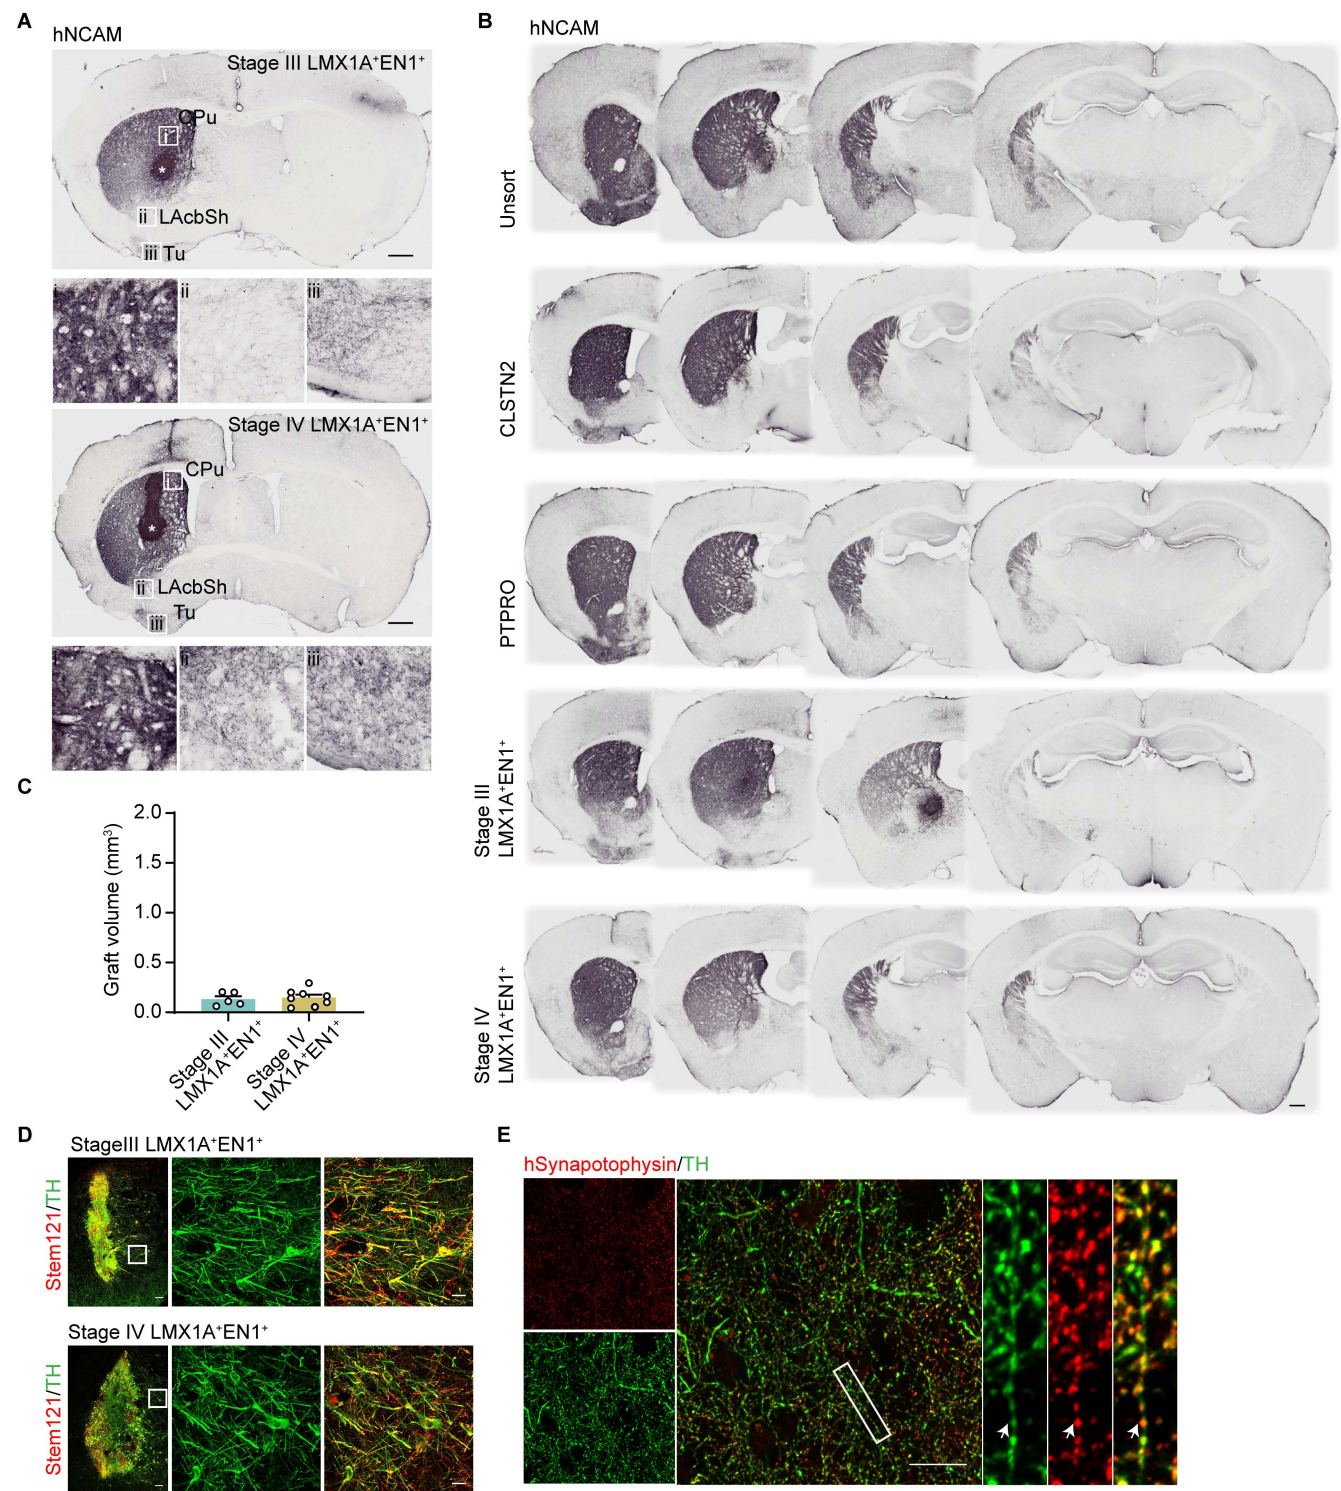 A
hNCAM
Stage III LMX1A⁺EN1⁺
CPu
i
*
ii LAcbSh
iii Tu
i
ii
iii
Stage IV LMX1A⁺EN1⁺
CPu
i
*
ii LAcbSh
Tu
iii
ii
iii
B
hNCAM
Unsort
CLSTN2
PTPRO
Stage III
LMX1A⁺EN1⁺
Stage IV
LMX1A⁺EN1⁺
C
Graft volume (mm³)
2.0
1.5
1.0
0.5
0.0
Stage III
LMX1A⁺EN1⁺
Stage IV
LMX1A⁺EN1⁺
D
StageIII LMX1A⁺EN1⁺
Stem121/TH
Stage IV LMX1A⁺EN1⁺
Stem121/TH
E
hSynapotophysin/TH